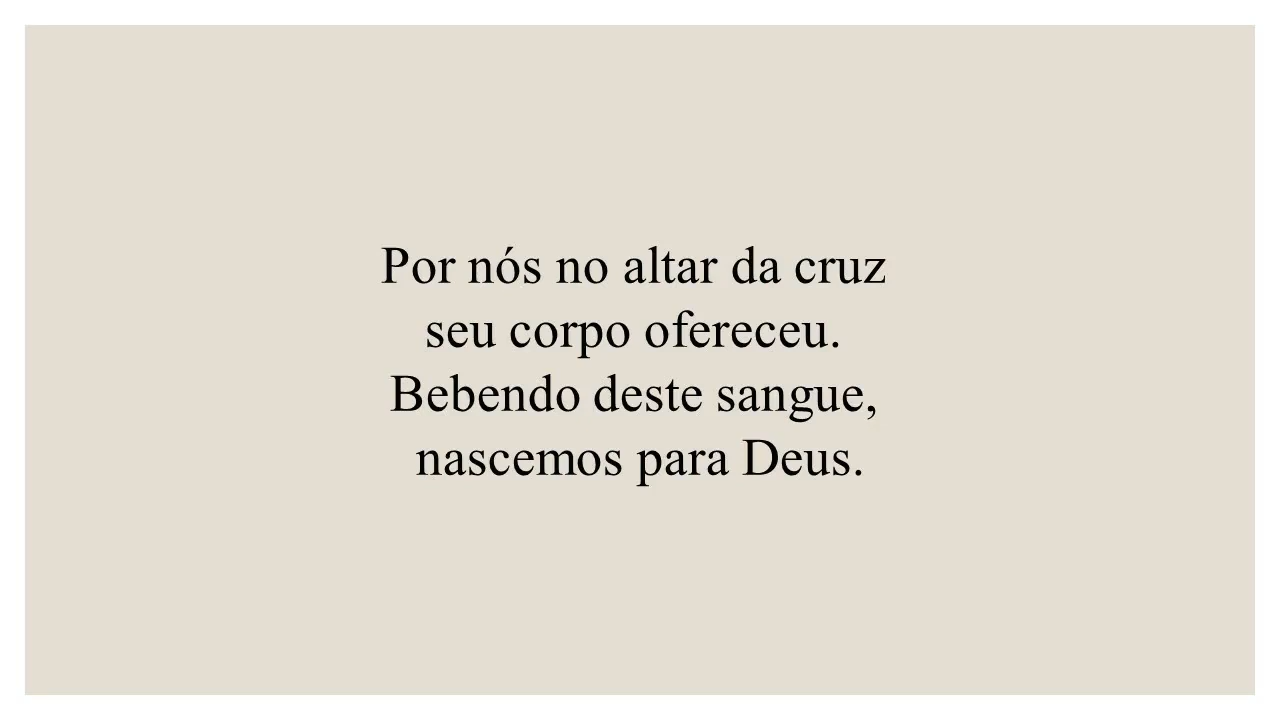 Por nós no altar da cruz
seu corpo ofereceu.
Bebendo deste sangue,
nascemos para Deus.